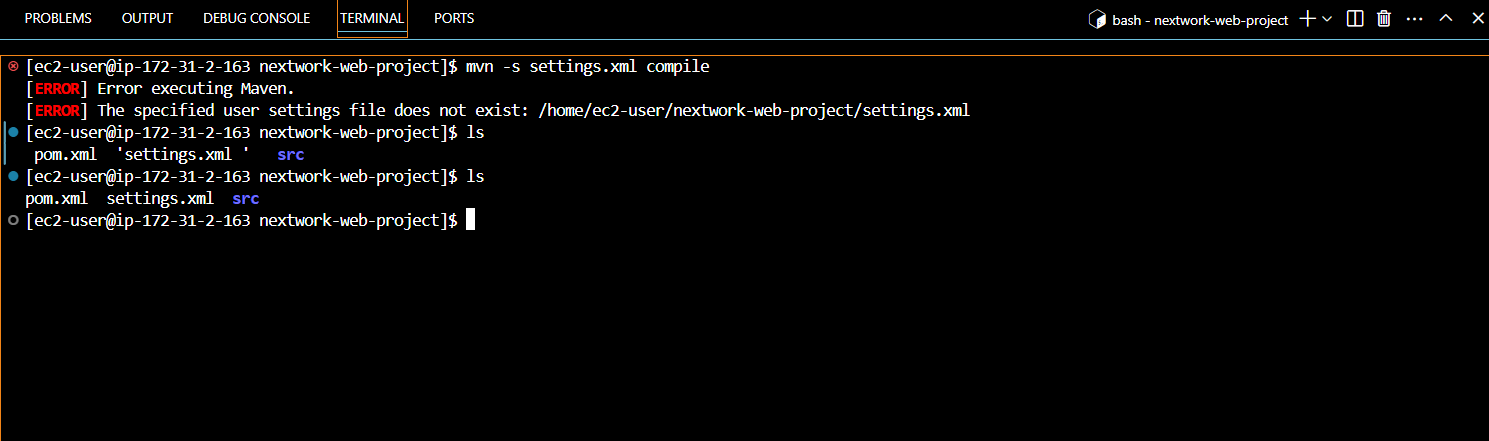 PROBLEMS OUTPUT DEBUG CONSOLE TERMINAL PORTS bash - nextwork-web-project
[ec2-user@ip-172-31-2-163 nextwork-web-project]$ mvn -s settings.xml compile
[ERROR] Error executing Maven.
[ERROR] The specified user settings file does not exist: /home/ec2-user/nextwork-web-project/settings.xml
[ec2-user@ip-172-31-2-163 nextwork-web-project]$ ls
pom.xml 'settings.xml ' src
[ec2-user@ip-172-31-2-163 nextwork-web-project]$ ls
pom.xml settings.xml src
[ec2-user@ip-172-31-2-163 nextwork-web-project]$